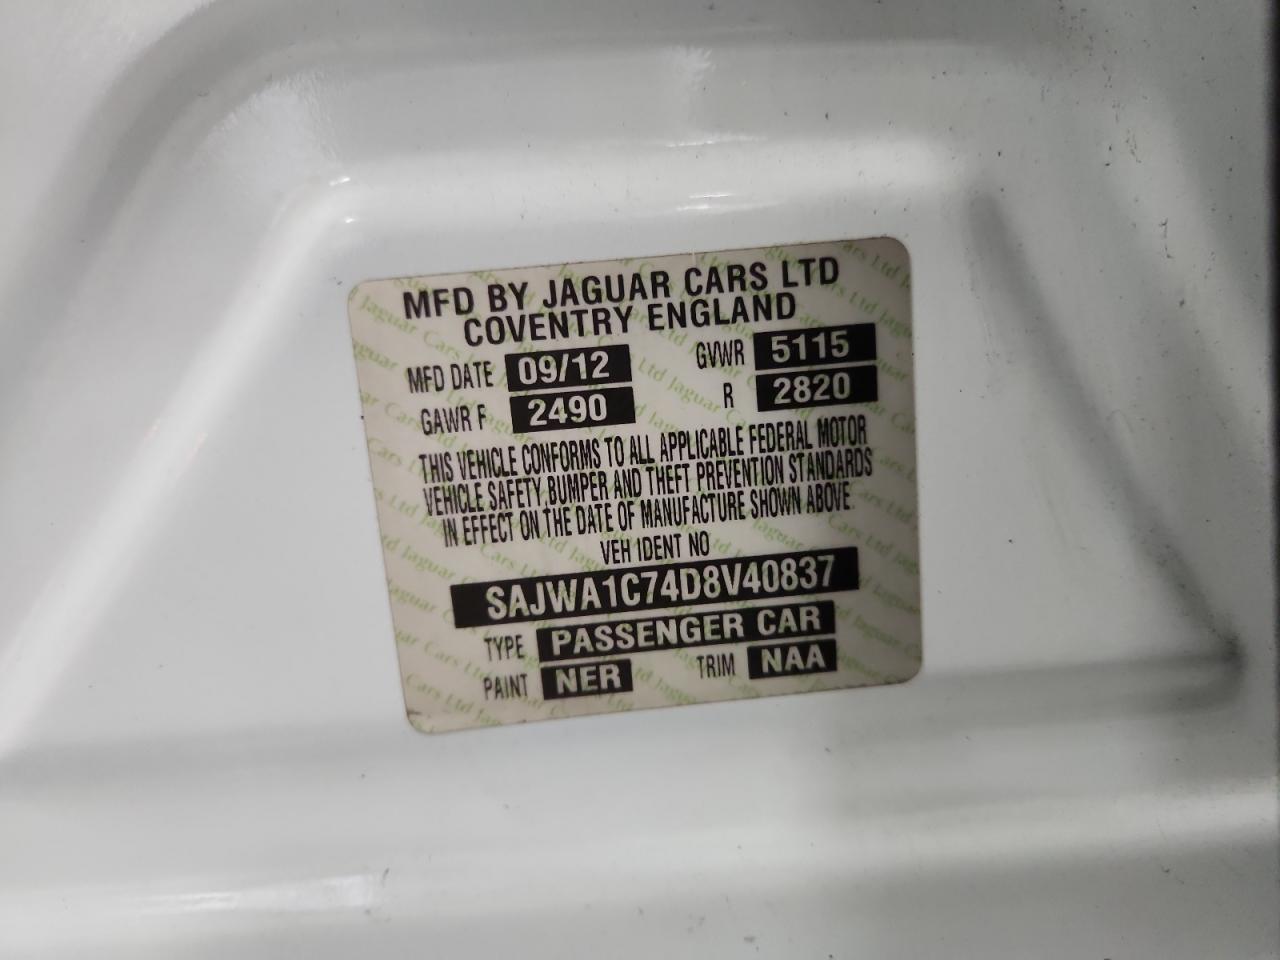 MFD BY JAGUAR CARS LTD
COVENTRY ENGLAND
MFD DATE 09/12 GVWR 5115
GAWR F 2490 R 2820
THIS VEHICLE CONFORMS TO ALL APPLICABLE FEDERAL MOTOR
VEHICLE SAFETY, BUMPER AND THEFT PREVENTION STANDARDS
IN EFFECT ON THE DATE OF MANUFACTURE SHOWN ABOVE.
VEH IDENT NO
SAJWA1C74D8V40837
TYPE PASSENGER CAR
PAINT NER TRIM NAA